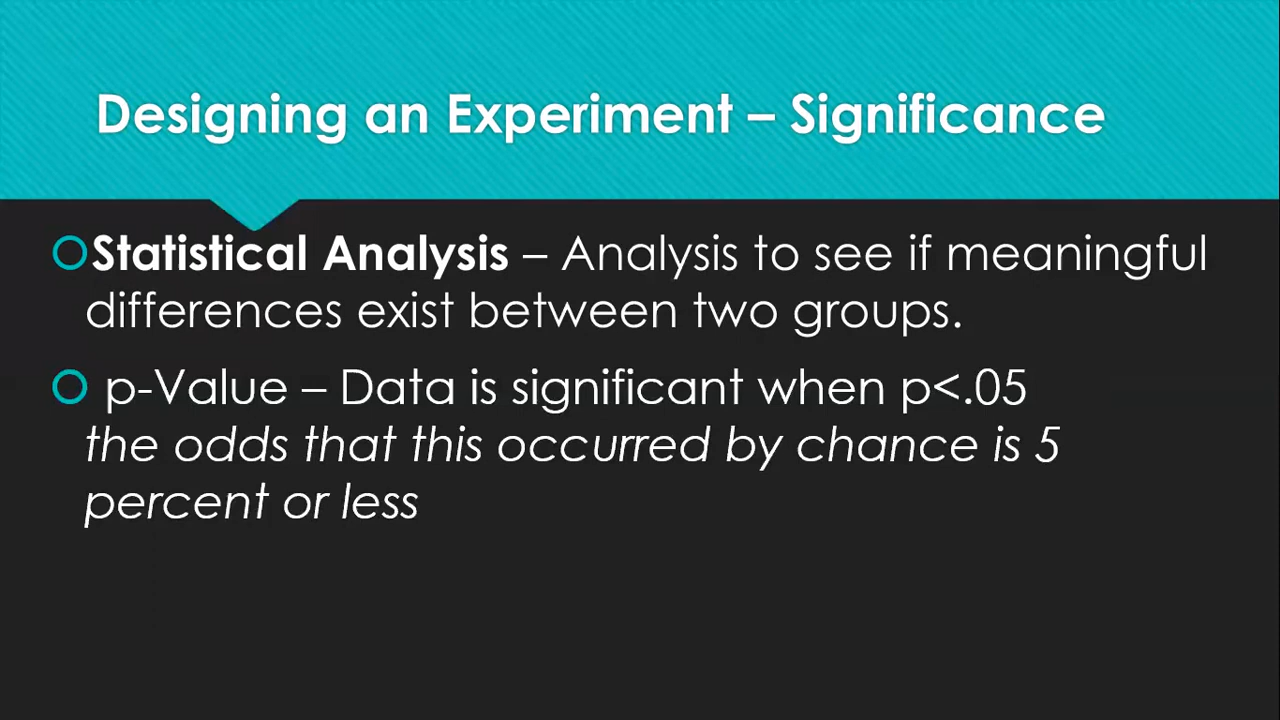 Designing an Experiment – Significance
Statistical Analysis – Analysis to see if meaningful
differences exist between two groups.
p-Value – Data is significant when p<.05
the odds that this occurred by chance is 5
percent or less